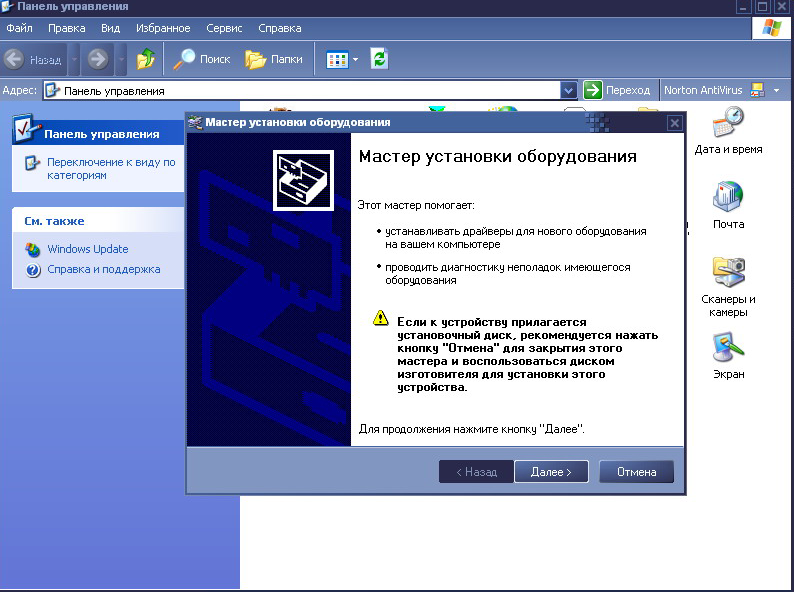 Панель управления
Файл Правка Вид Избранное Сервис Справка
Назад Поиск Папки
Адрес: Панель управления Переход Norton AntiVirus
Панель управления
Переключение к виду по
категориям
См. также
Windows Update
Справка и поддержка
Мастер установки оборудования
Мастер установки оборудования
Этот мастер помогает:
• устанавливать драйверы для нового оборудования
на вашем компьютере
• проводить диагностику неполадок имеющегося
оборудования
Если к устройству прилагается
установочный диск, рекомендуется нажать
кнопку "Отмена" для закрытия этого
мастера и воспользоваться диском
изготовителя для установки этого
устройства.
Для продолжения нажмите кнопку "Далее".
< Назад Далее > Отмена
Дата и время
Почта
Сканеры и
камеры
Экран